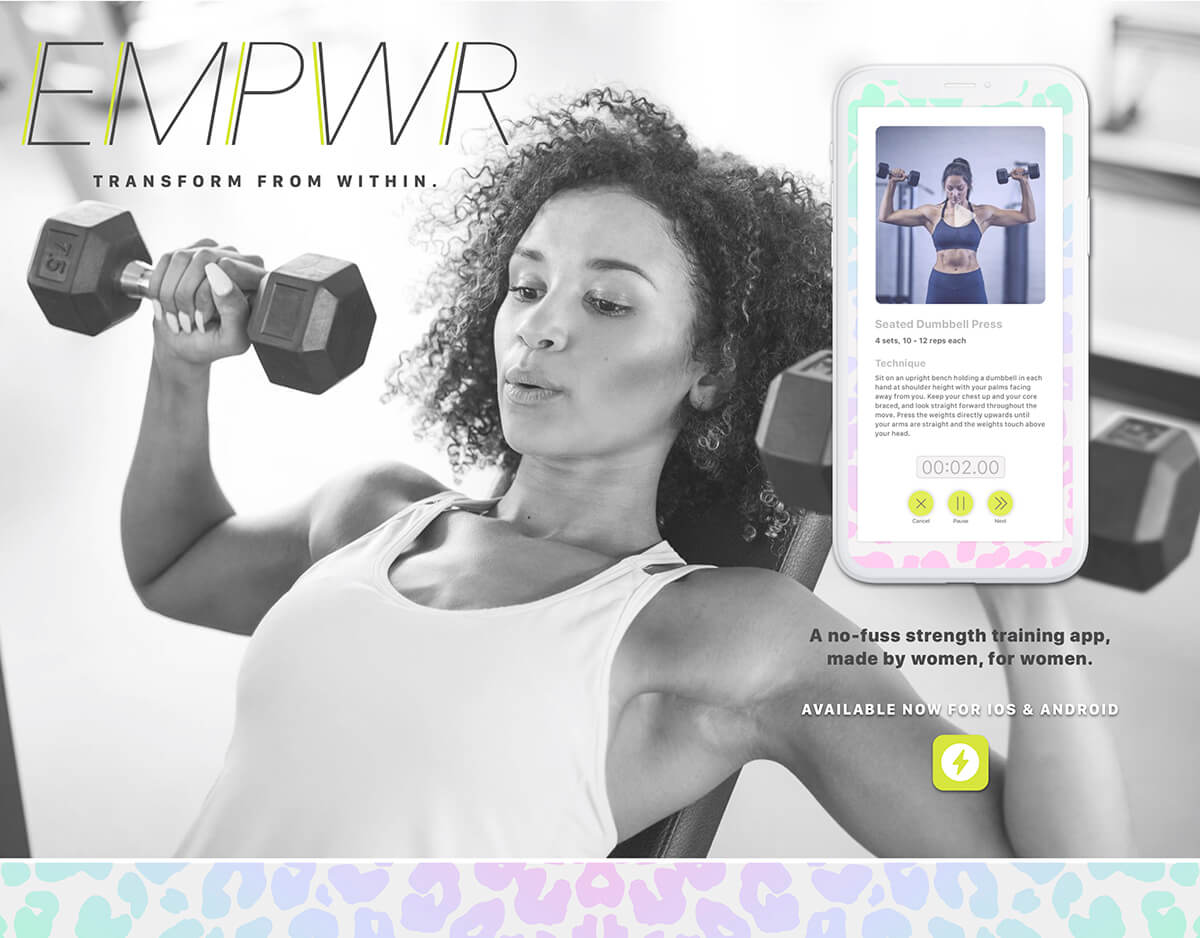 EMPWR
TRANSFORM FROM WITHIN.
7.5
Seated Dumbbell Press
4 sets, 10 - 12 reps each
Technique
Sit on an upright bench holding a dumbbell in each
hand at shoulder height with your palms facing
away from you. Keep your chest up and your core
braced, and look straight forward throughout the
move. Press the weights directly upwards until
your arms are straight and the weights touch above
your head.
00:02.00
Cancel Pause Next
A no-fuss strength training app,
made by women, for women.
AVAILABLE NOW FOR IOS & ANDROID